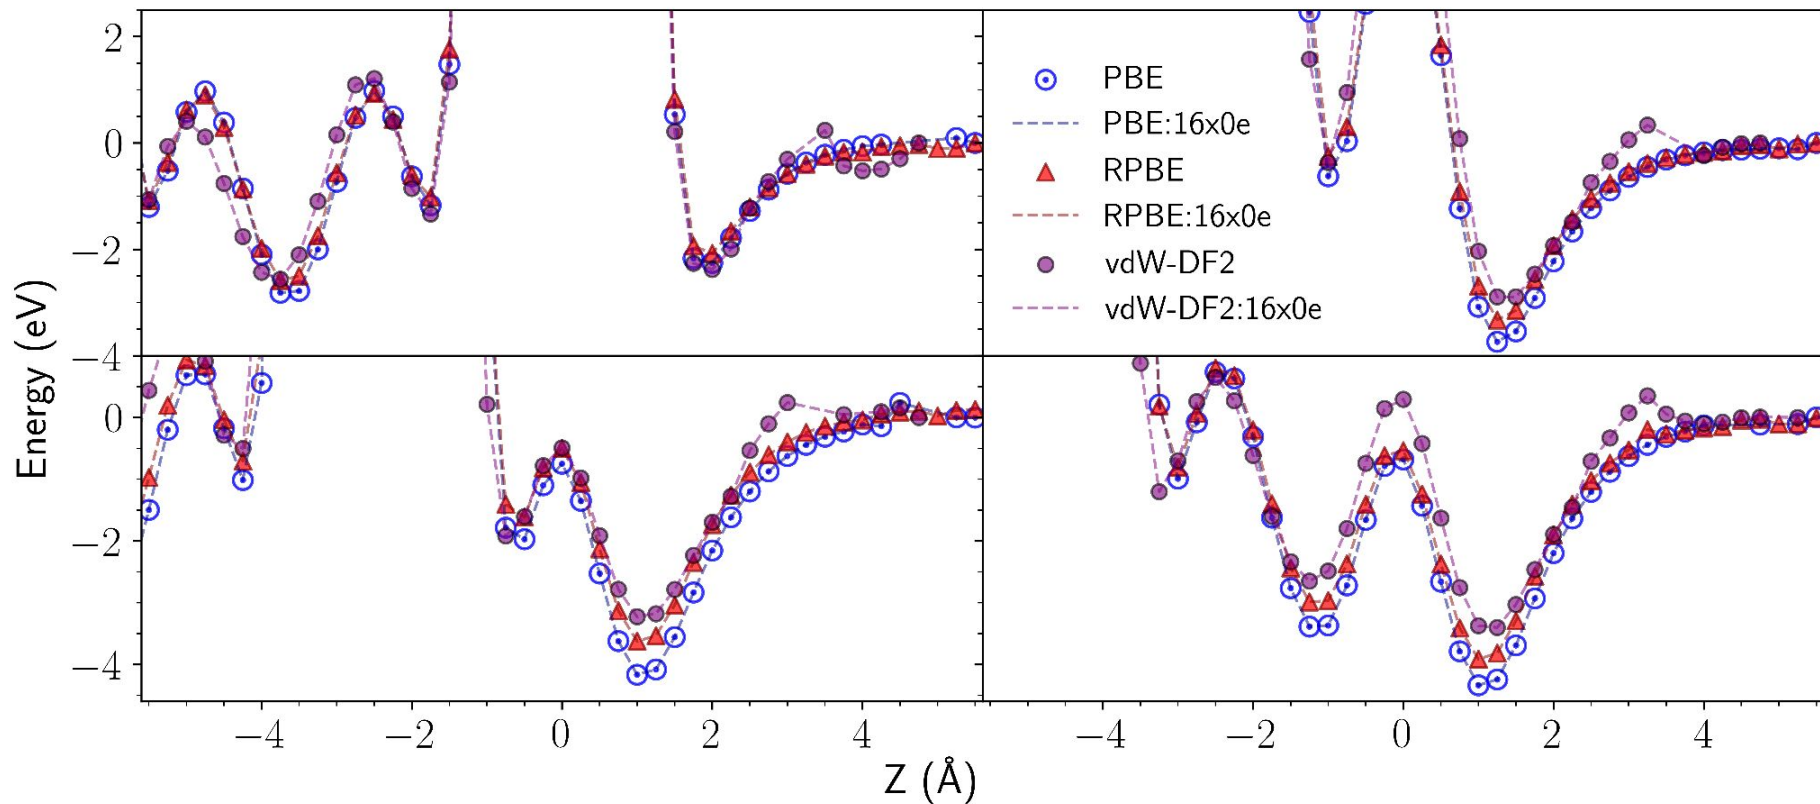 2
0
−2
−4
0
−2
−4
Energy (eV)
PBE
PBE:16x0e
RPBE
RPBE:16x0e
vdW-DF2
vdW-DF2:16x0e
−4 −2 0 2 4
−4 −2 0 2 4
Z (Å)